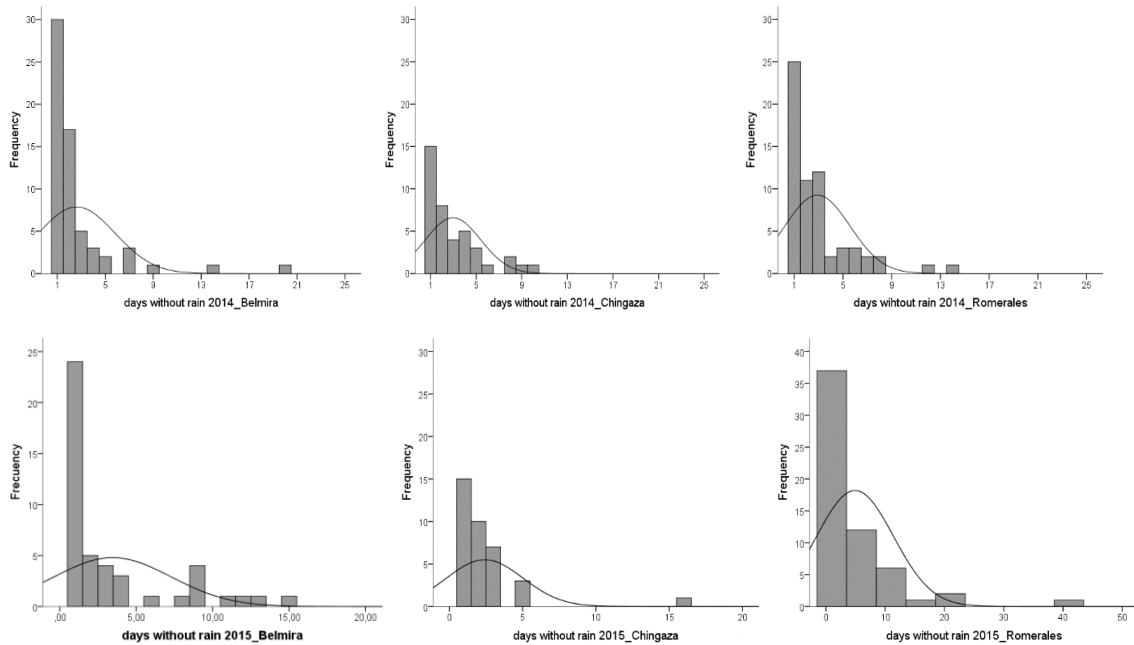 Frequency
30
25
20
15
10
5
0
1 5 9 13 17 21 25
days without rain 2014_Belmira
Frequency
30
25
20
15
10
5
0
1 5 9 13 17 21 25
days without rain 2014_Chingaza
Frequency
30
25
20
15
10
5
0
1 5 9 13 17 21 25
days wihtout rain 2014_Romerales
Frecuency
25
20
15
10
5
0
,00 5,00 10,00 15,00 20,00
days without rain 2015_Belmira
Frequency
30
25
20
15
10
5
0
0 5 10 15 20
days without rain 2015_Chingaza
Frequency
40
35
30
25
20
15
10
5
0
0 10 20 30 40 50
days without rain 2015_Romerales